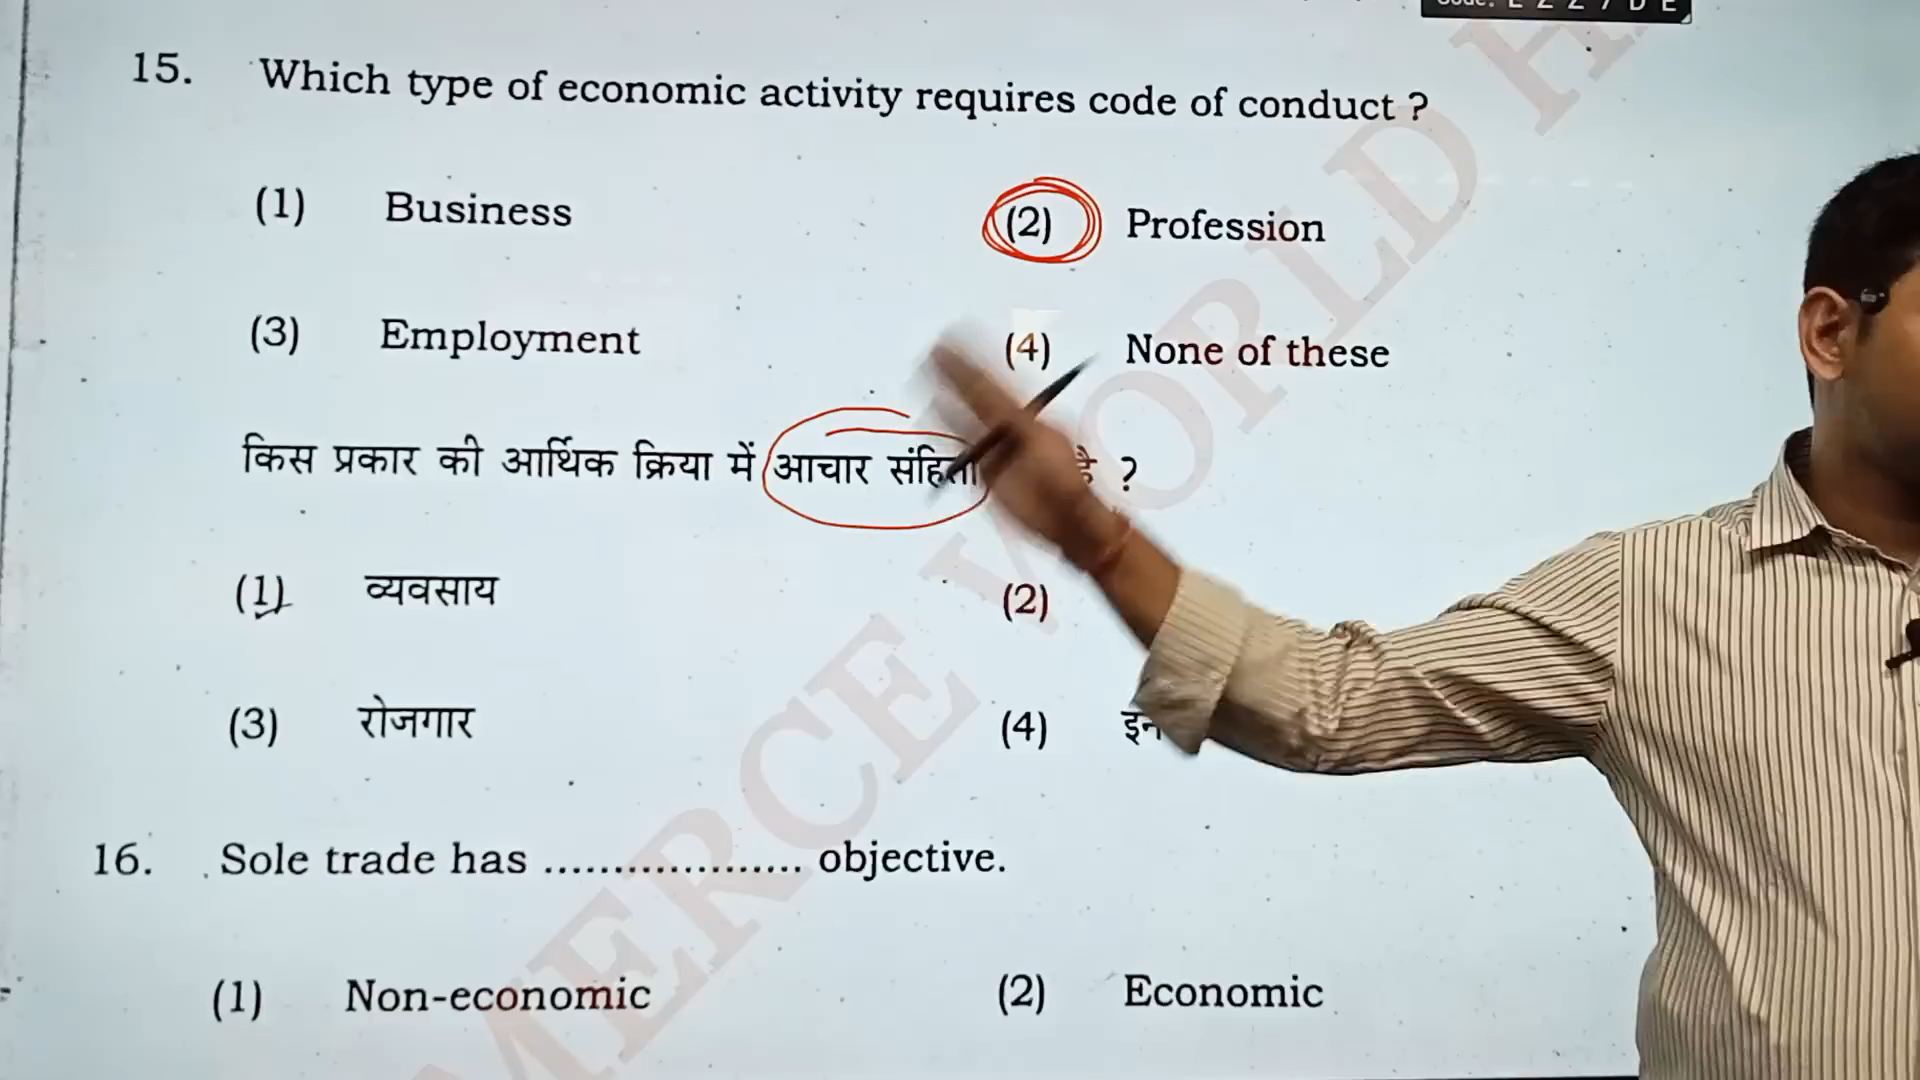 15. Which type of economic activity requires code of conduct ?
(1) Business (2) Profession
(3) Employment (4) None of these
किस प्रकार की आर्थिक क्रिया में आचार संहिता है ?
(1) व्यवसाय (2)
(3) रोजगार (4)
16. Sole trade has .................. objective.
(1) Non-economic (2) Economic
MERCE WORLD H